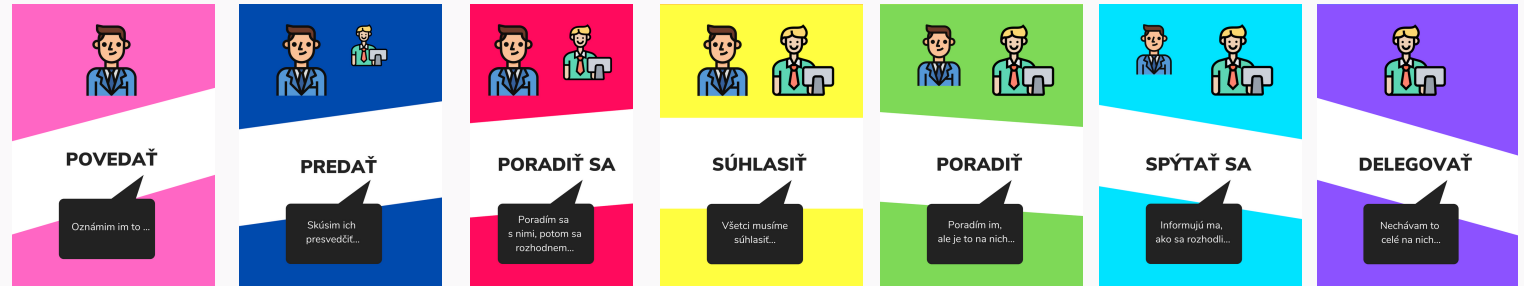 POVEDAŤ
Oznámim im to ...
PREDAŤ
Skúsim ich
presvedčiť...
PORADIŤ SA
Poradím sa
s nimi, potom sa
rozhodnem...
SÚHLASIŤ
Všetci musíme
súhlasiť...
PORADIŤ
Poradím im,
ale je to na nich...
SPÝTAŤ SA
Informujú ma,
ako sa rozhodli...
DELEGOVAŤ
Nechávam to
celé na nich...